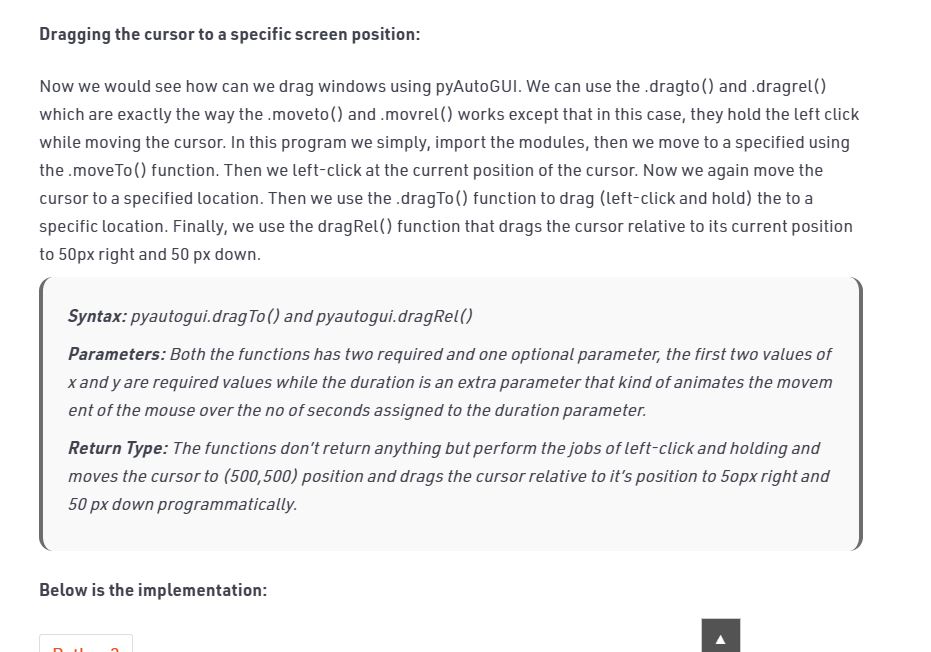 Dragging the cursor to a specific screen position:
Now we would see how can we drag windows using pyAutoGUI. We can use the .dragto() and .dragrel()
which are exactly the way the .moveto() and .movrel() works except that in this case, they hold the left click
while moving the cursor. In this program we simply, import the modules, then we move to a specified using
the .moveTo() function. Then we left-click at the current position of the cursor. Now we again move the
cursor to a specified location. Then we use the .dragTo() function to drag (left-click and hold) the to a
specific location. Finally, we use the dragRel() function that drags the cursor relative to its current position
to 50px right and 50 px down.
Syntax: pyautogui.dragTo() and pyautogui.dragRel()
Parameters: Both the functions has two required and one optional parameter, the first two values of
x and y are required values while the duration is an extra parameter that kind of animates the movem
ent of the mouse over the no of seconds assigned to the duration parameter.
Return Type: The functions don't return anything but perform the jobs of left-click and holding and
moves the cursor to (500,500) position and drags the cursor relative to it's position to 5opx right and
50 px down programmatically.
Below is the implementation: